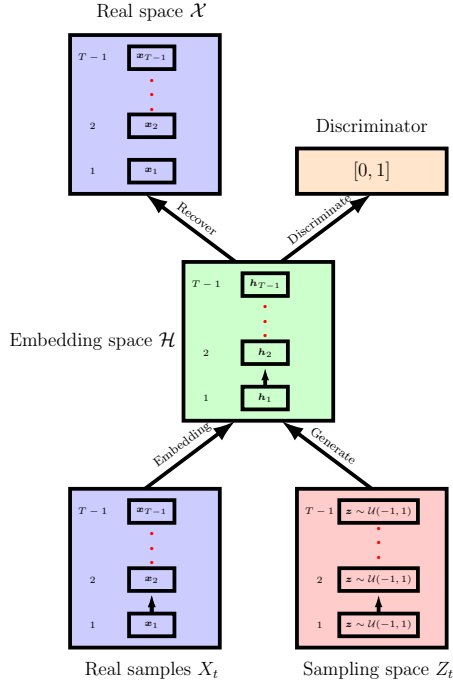 Real space 𝒳
T − 1 x_{T−1}
2 x_2
1 x_1
Discriminator
[0, 1]
Recover
Discriminate
Embedding space ℋ
T − 1 h_{T−1}
2 h_2
1 h_1
Embedding
Generate
T − 1 x_{T−1}
2 x_2
1 x_1
Real samples X_t
T − 1 z ∼ 𝒰(−1, 1)
2 z ∼ 𝒰(−1, 1)
1 z ∼ 𝒰(−1, 1)
Sampling space Z_t